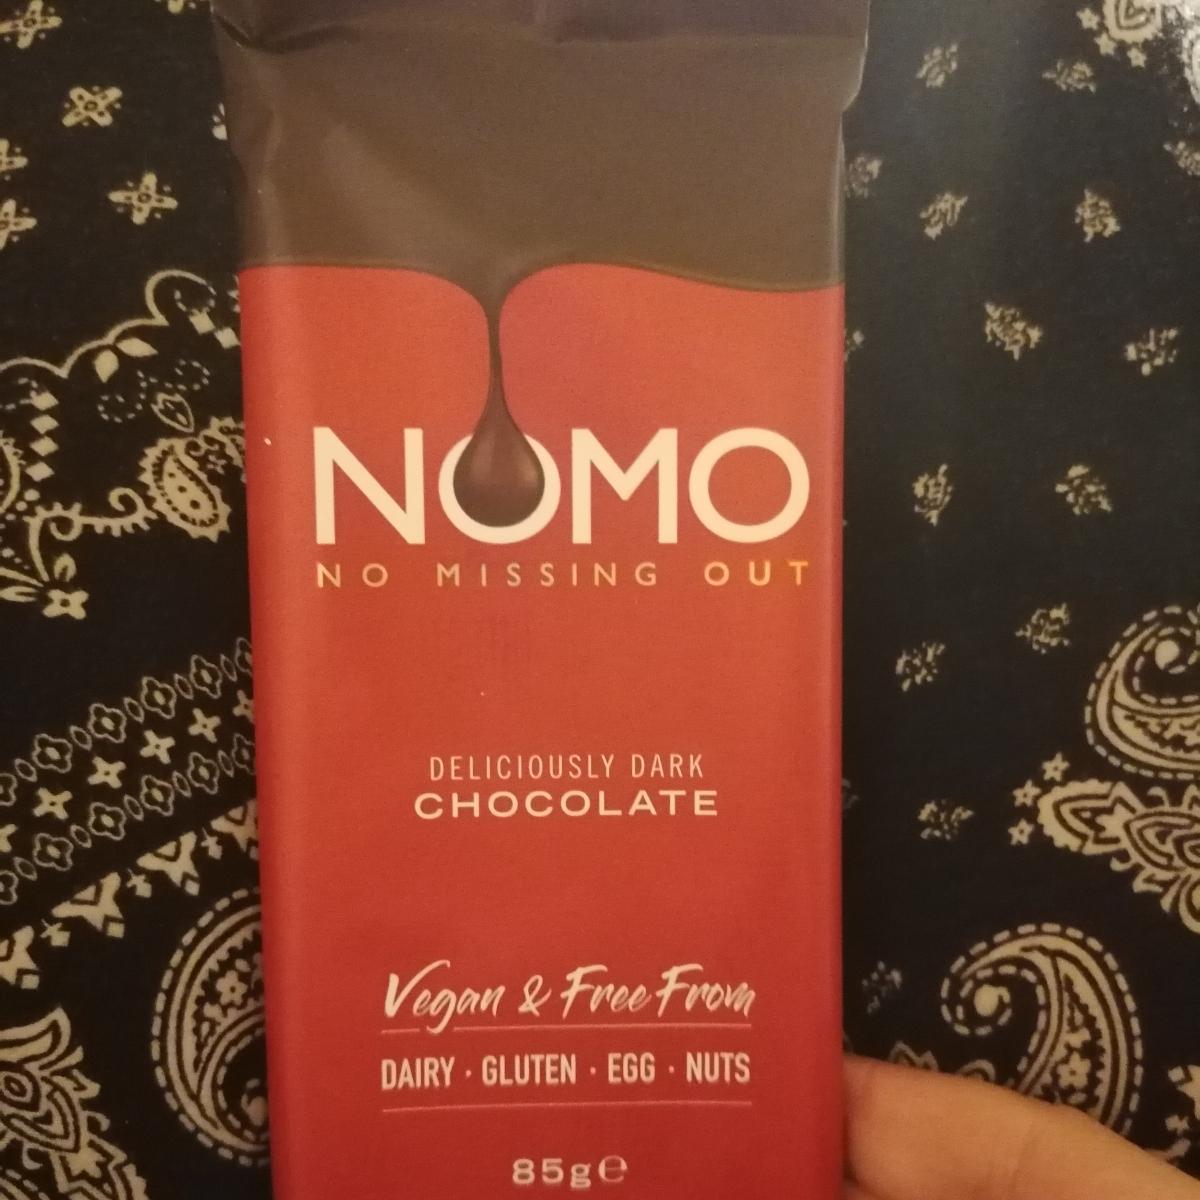 NOMO
NO MISSING OUT
DELICIOUSLY DARK
CHOCOLATE
Vegan & Free From
DAIRY · GLUTEN · EGG · NUTS
85g℮